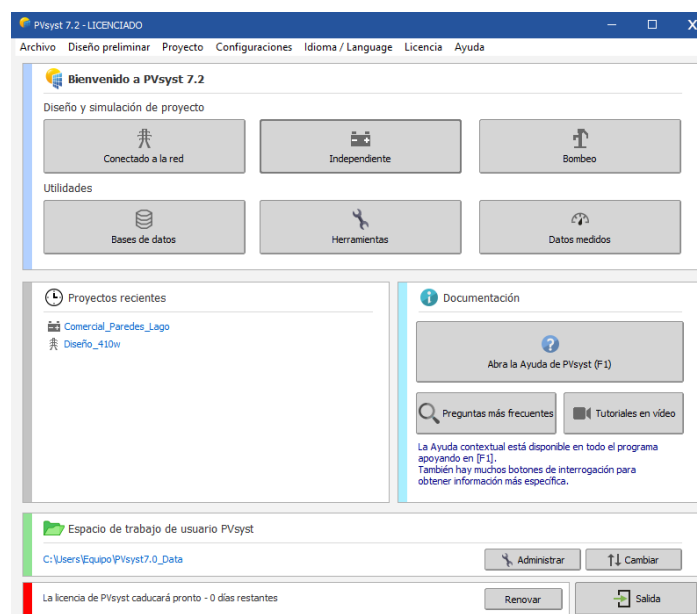 PVsyst 7.2 - LICENCIADO
Archivo Diseño preliminar Proyecto Configuraciones Idioma / Language Licencia Ayuda
Bienvenido a PVsyst 7.2
Diseño y simulación de proyecto
Conectado a la red
Independiente
Bombeo
Utilidades
Bases de datos
Herramientas
Datos medidos
Proyectos recientes
Comercial_Paredes_Lago
Diseño_410w
Documentación
Abra la Ayuda de PVsyst (F1)
Preguntas más frecuentes
Tutoriales en vídeo
La Ayuda contextual está disponible en todo el programa
apoyando en [F1].
También hay muchos botones de interrogación para
obtener información más específica.
Espacio de trabajo de usuario PVsyst
C:\Users\Equipo\PVsyst7.0_Data
Administrar
Cambiar
La licencia de PVsyst caducará pronto - 0 días restantes
Renovar
Salida